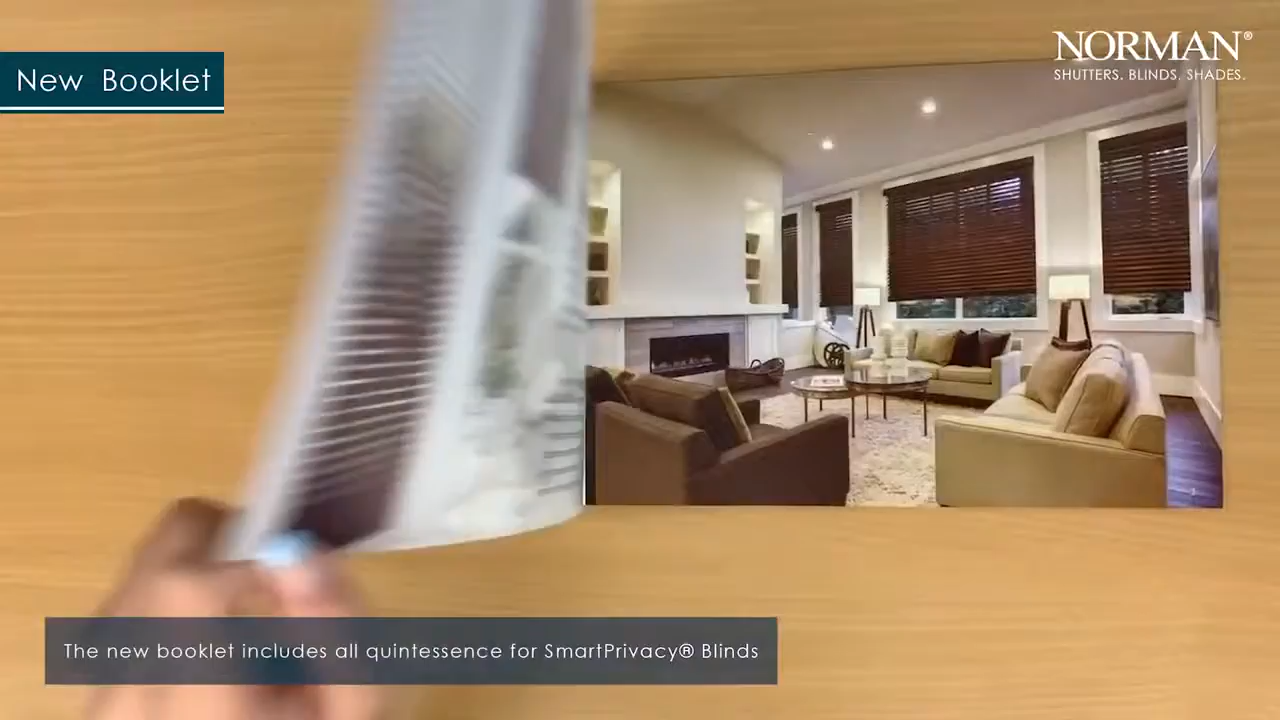 New Booklet
NORMAN®
SHUTTERS. BLINDS. SHADES.
The new booklet includes all quintessence for SmartPrivacy® Blinds